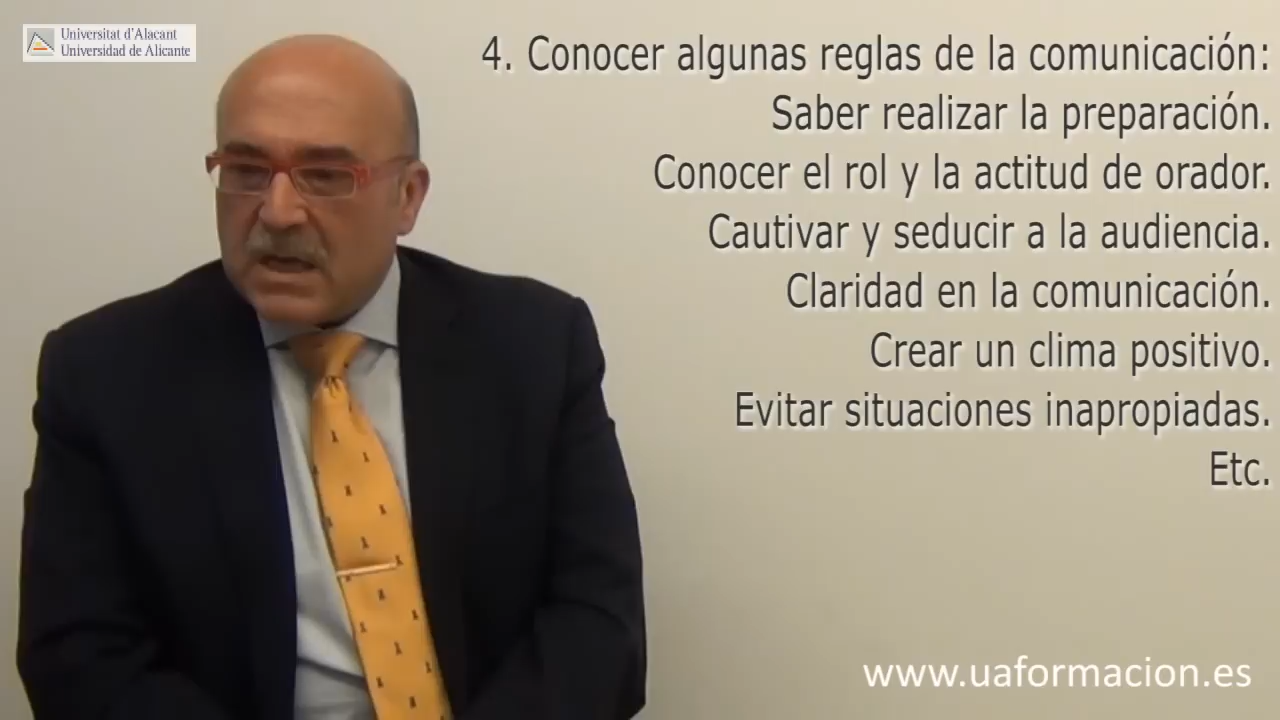 Universitat d'Alacant
Universidad de Alicante
4. Conocer algunas reglas de la comunicación:
Saber realizar la preparación.
Conocer el rol y la actitud de orador.
Cautivar y seducir a la audiencia.
Claridad en la comunicación.
Crear un clima positivo.
Evitar situaciones inapropiadas.
Etc.
www.uaformacion.es